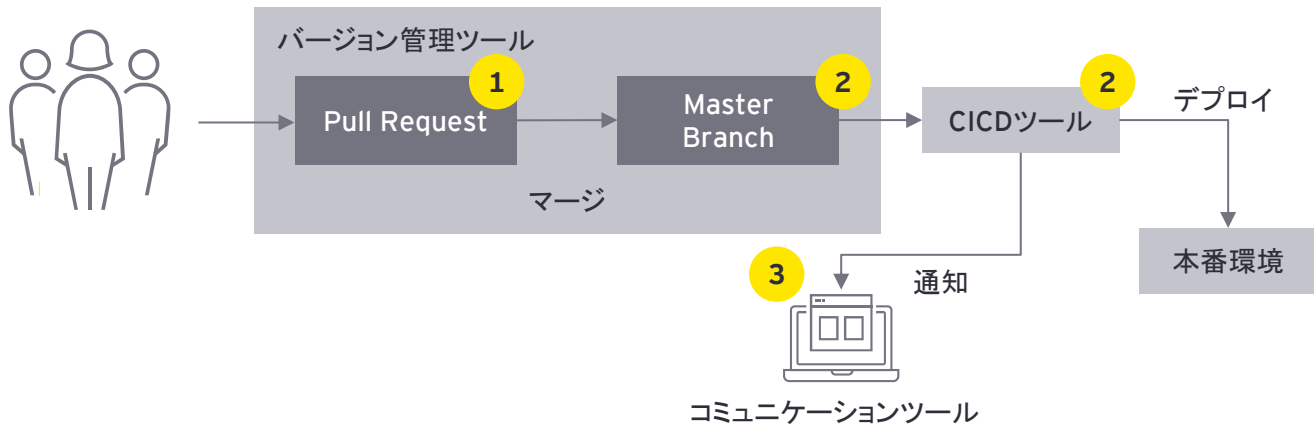 バージョン管理ツール
1
Pull Request
2
Master
Branch
マージ
2
CICDツール
デプロイ
本番環境
3
通知
コミュニケーションツール